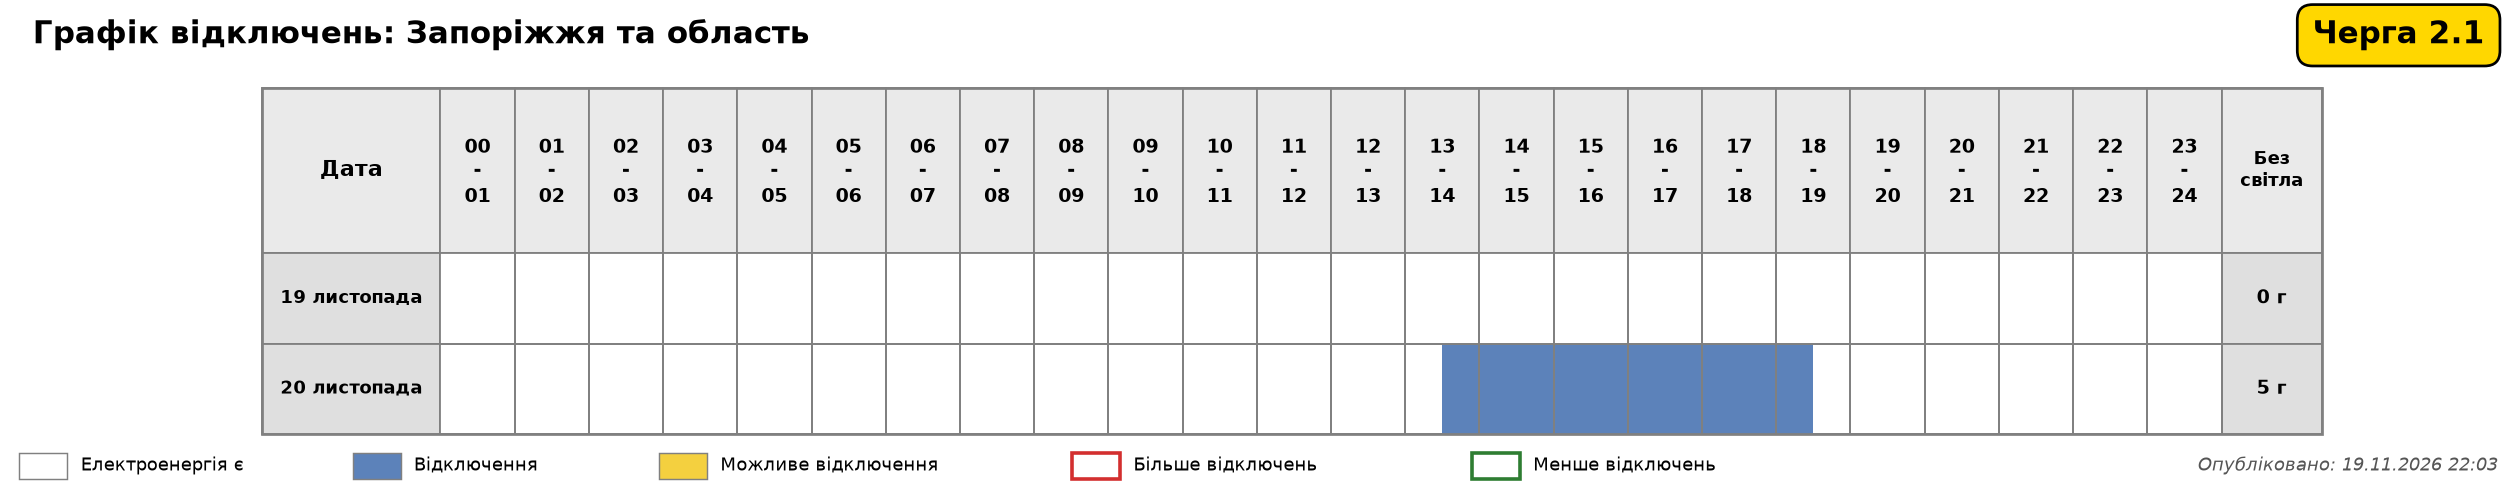 Графік відключень: Запоріжжя та область
Черга 2.1
Дата
00 - 01
01 - 02
02 - 03
03 - 04
04 - 05
05 - 06
06 - 07
07 - 08
08 - 09
09 - 10
10 - 11
11 - 12
12 - 13
13 - 14
14 - 15
15 - 16
16 - 17
17 - 18
18 - 19
19 - 20
20 - 21
21 - 22
22 - 23
23 - 24
Без
світла
19 листопада
0 г
20 листопада
5 г
Електроенергія є
Відключення
Можливе відключення
Більше відключень
Менше відключень
Опубліковано: 19.11.2026 22:03